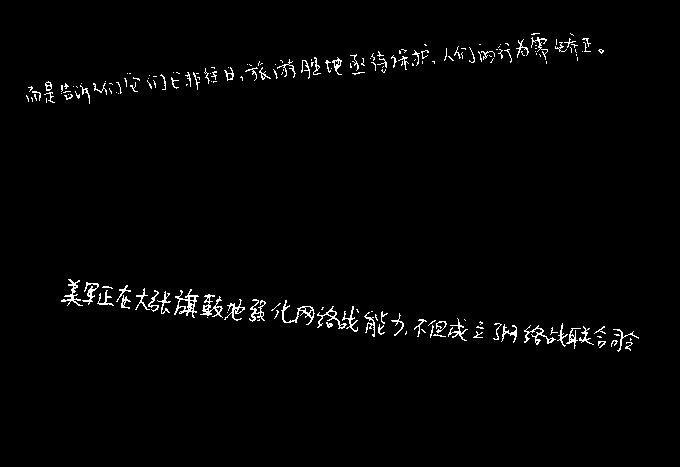 而是告诉人们它们已非往日,旅游胜地亟待保护,人们的行为需要矫正。
美军正在大张旗鼓地强化网络战能力,不但成立了网络战联合司令